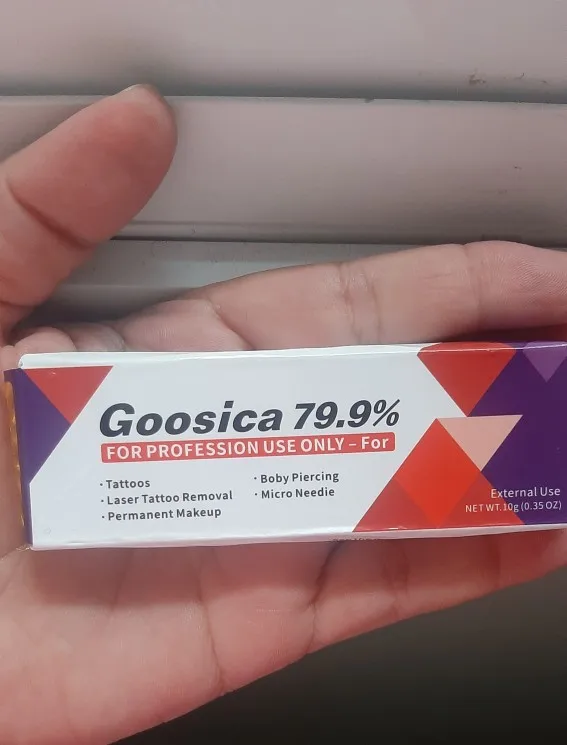 Goosica 79.9%
FOR PROFESSION USE ONLY – For
· Tattoos
· Laser Tattoo Removal
· Permanent Makeup
· Boby Piercing
· Micro Needie
External Use
NET WT.10g (0.35 OZ)